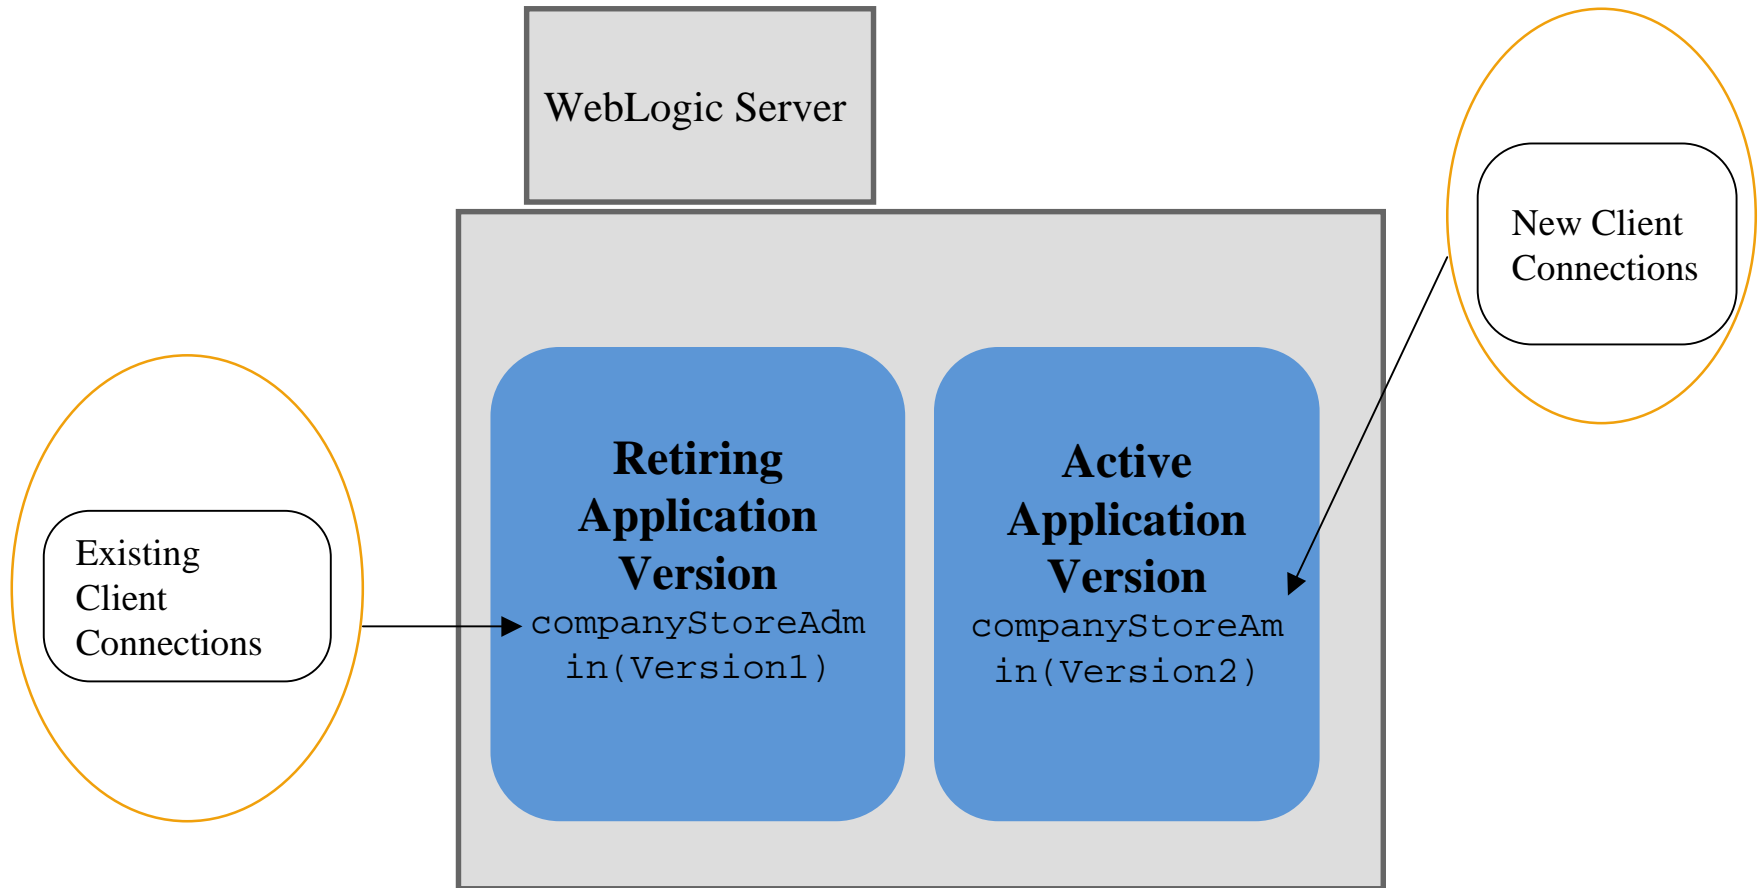 WebLogic Server
New Client
Connections
Existing
Client
Connections
Retiring
Application
Version
companyStoreAdm
in(Version1)
Active
Application
Version
companyStoreAm
in(Version2)